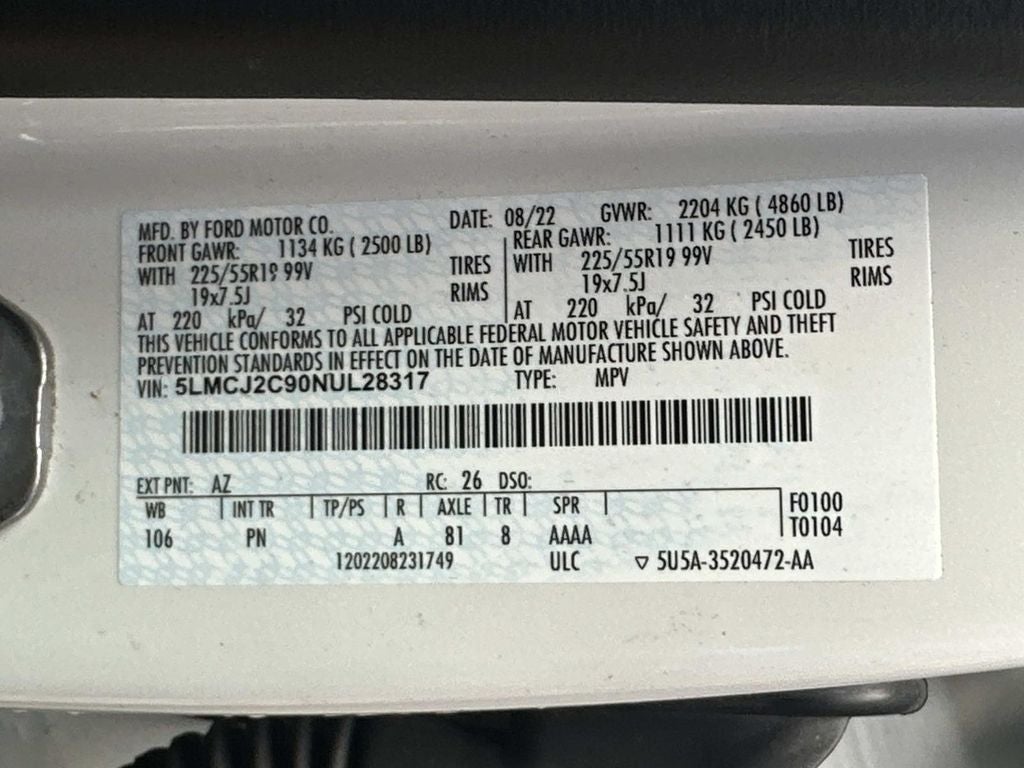 MFD. BY FORD MOTOR CO. DATE: 08/22 GVWR: 2204 KG ( 4860 LB)
FRONT GAWR: 1134 KG ( 2500 LB) REAR GAWR: 1111 KG ( 2450 LB)
WITH 225/55R19 99V TIRES WITH 225/55R19 99V TIRES
19x7.5J RIMS 19x7.5J RIMS
AT 220 kPa/ 32 PSI COLD AT 220 kPa/ 32 PSI COLD
THIS VEHICLE CONFORMS TO ALL APPLICABLE FEDERAL MOTOR VEHICLE SAFETY AND THEFT
PREVENTION STANDARDS IN EFFECT ON THE DATE OF MANUFACTURE SHOWN ABOVE.
VIN: 5LMCJ2C90NUL28317 TYPE: MPV
EXT PNT: AZ RC: 26 DSO:
WB INT TR TP/PS R AXLE TR SPR F0100
106 PN A 81 8 AAAA T0104
1202208231749 ULC ▽ 5U5A-3520472-AA